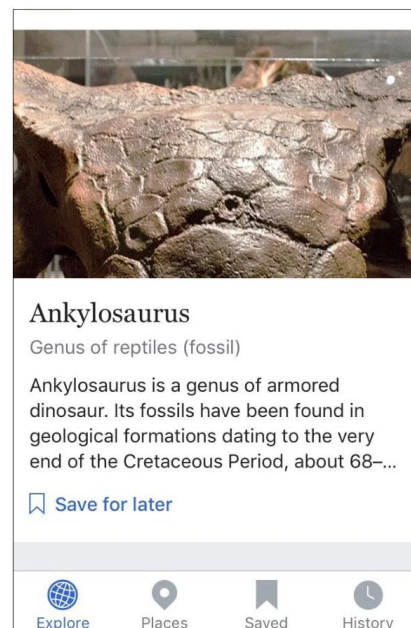 Ankylosaurus
Genus of reptiles (fossil)
Ankylosaurus is a genus of armored
dinosaur. Its fossils have been found in
geological formations dating to the very
end of the Cretaceous Period, about 68–...
Save for later
Explore Places Saved History